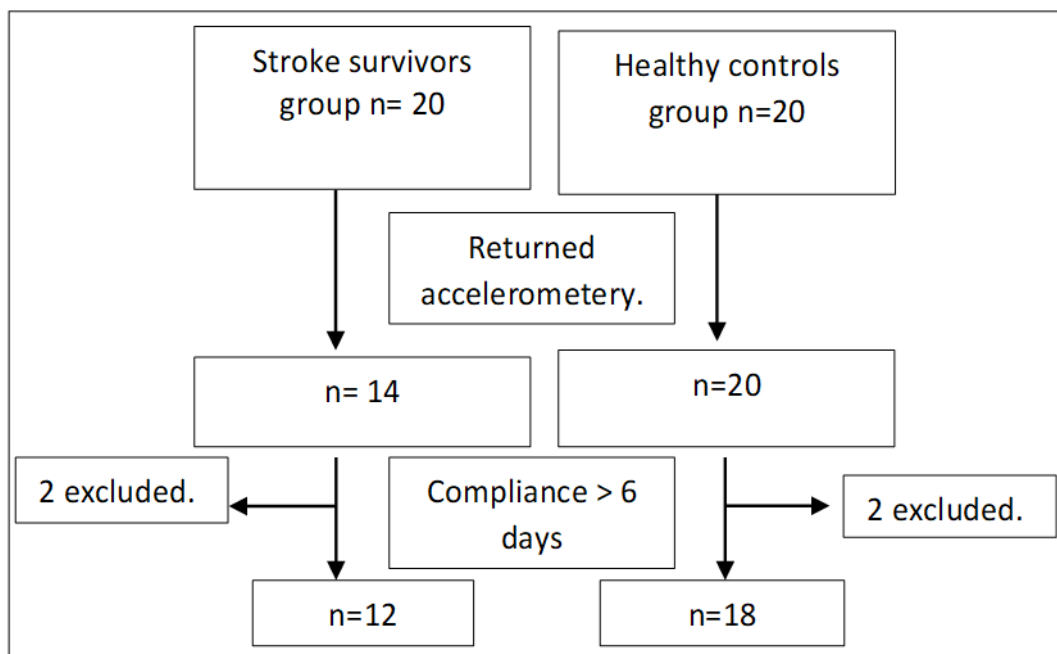 Stroke survivors
group n= 20
Healthy controls
group n=20
Returned
accelerometery.
n= 14
n=20
2 excluded.
Compliance > 6
days
2 excluded.
n=12
n=18